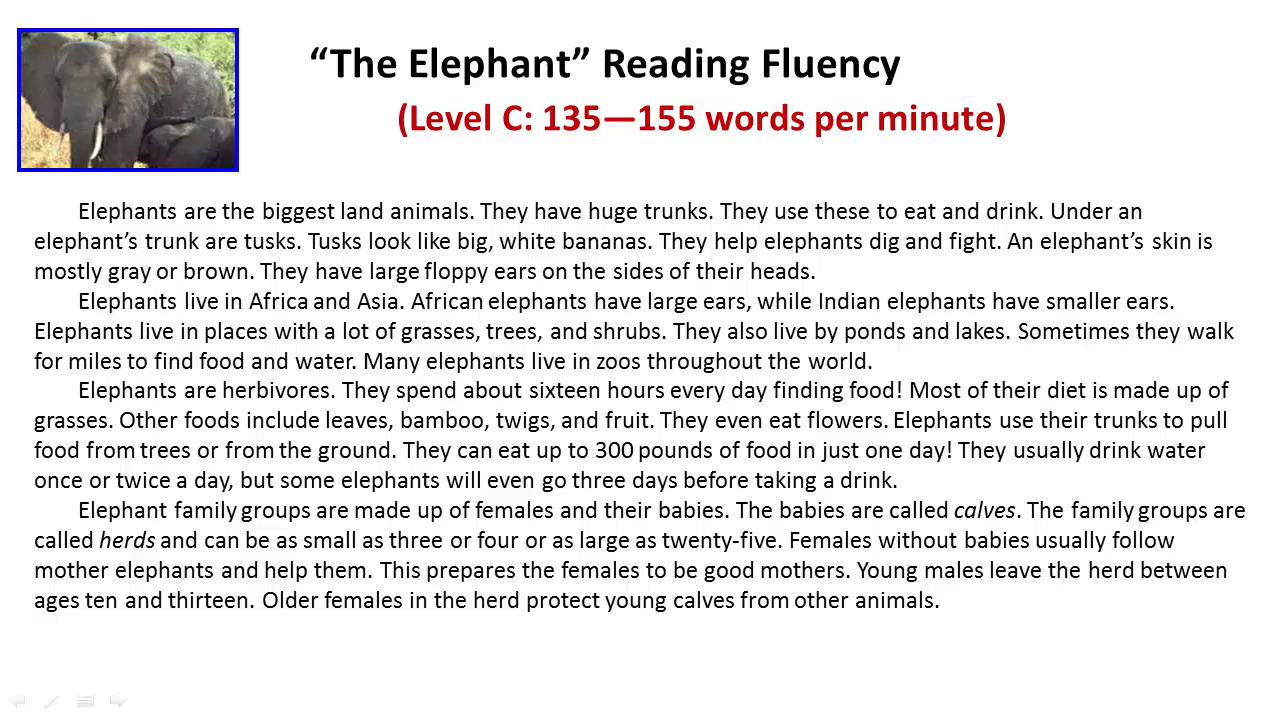 “The Elephant” Reading Fluency
(Level C: 135—155 words per minute)
Elephants are the biggest land animals. They have huge trunks. They use these to eat and drink. Under an
elephant’s trunk are tusks. Tusks look like big, white bananas. They help elephants dig and fight. An elephant’s skin is
mostly gray or brown. They have large floppy ears on the sides of their heads.
Elephants live in Africa and Asia. African elephants have large ears, while Indian elephants have smaller ears.
Elephants live in places with a lot of grasses, trees, and shrubs. They also live by ponds and lakes. Sometimes they walk
for miles to find food and water. Many elephants live in zoos throughout the world.
Elephants are herbivores. They spend about sixteen hours every day finding food! Most of their diet is made up of
grasses. Other foods include leaves, bamboo, twigs, and fruit. They even eat flowers. Elephants use their trunks to pull
food from trees or from the ground. They can eat up to 300 pounds of food in just one day! They usually drink water
once or twice a day, but some elephants will even go three days before taking a drink.
Elephant family groups are made up of females and their babies. The babies are called calves. The family groups are
called herds and can be as small as three or four or as large as twenty-five. Females without babies usually follow
mother elephants and help them. This prepares the females to be good mothers. Young males leave the herd between
ages ten and thirteen. Older females in the herd protect young calves from other animals.